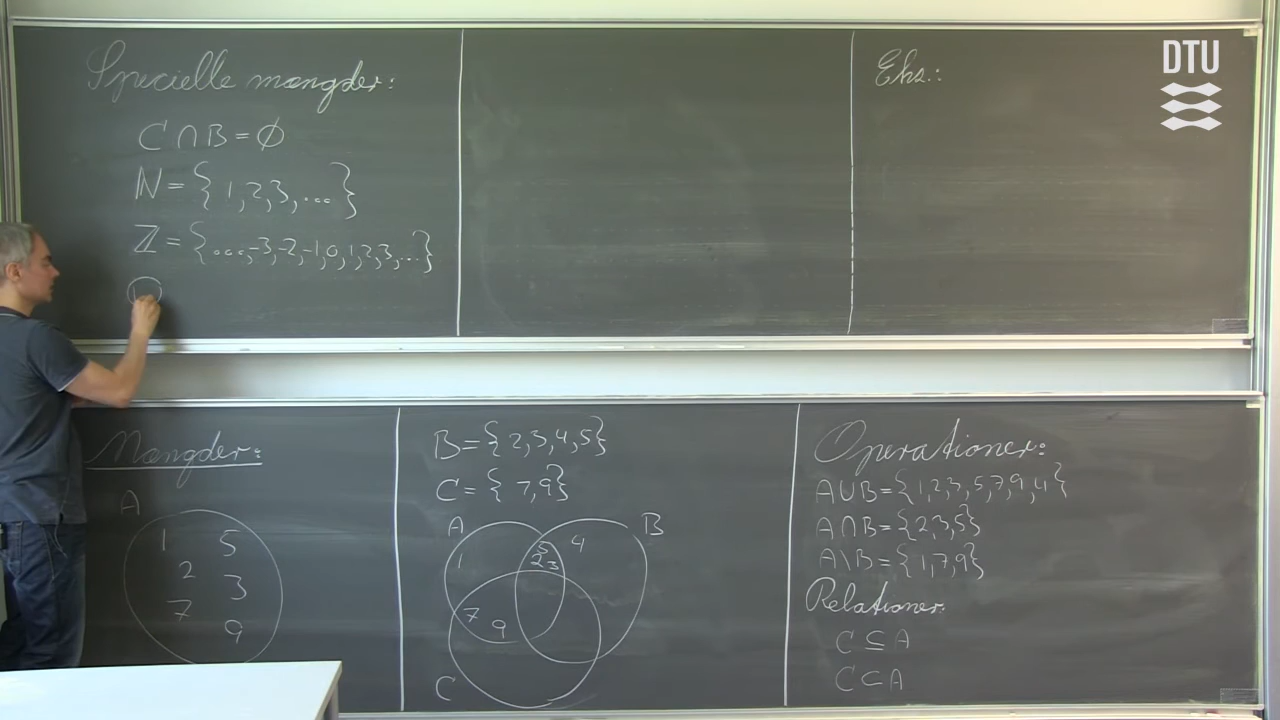 Specielle mængder:
C ∩ B = ∅
ℕ = {1,2,3,...}
ℤ = {...,-3,-2,-1,0,1,2,3,...}
Eks.:
DTU
Mængder:
A
1 5
2 3
7 9
B = {2,3,4,5}
C = {7,9}
A B
1 5 4
2 3
7 9
C
Operationer:
A∪B = {1,2,3,5,7,9,4}
A∩B = {2,3,5}
A\B = {1,7,9}
Relationer:
C ⊆ A
C ⊂ A